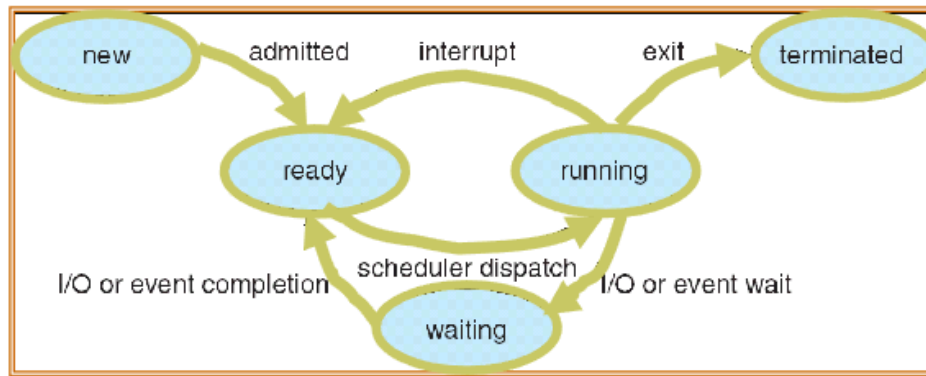 new
admitted
interrupt
exit
terminated
ready
running
scheduler dispatch
I/O or event completion
I/O or event wait
waiting